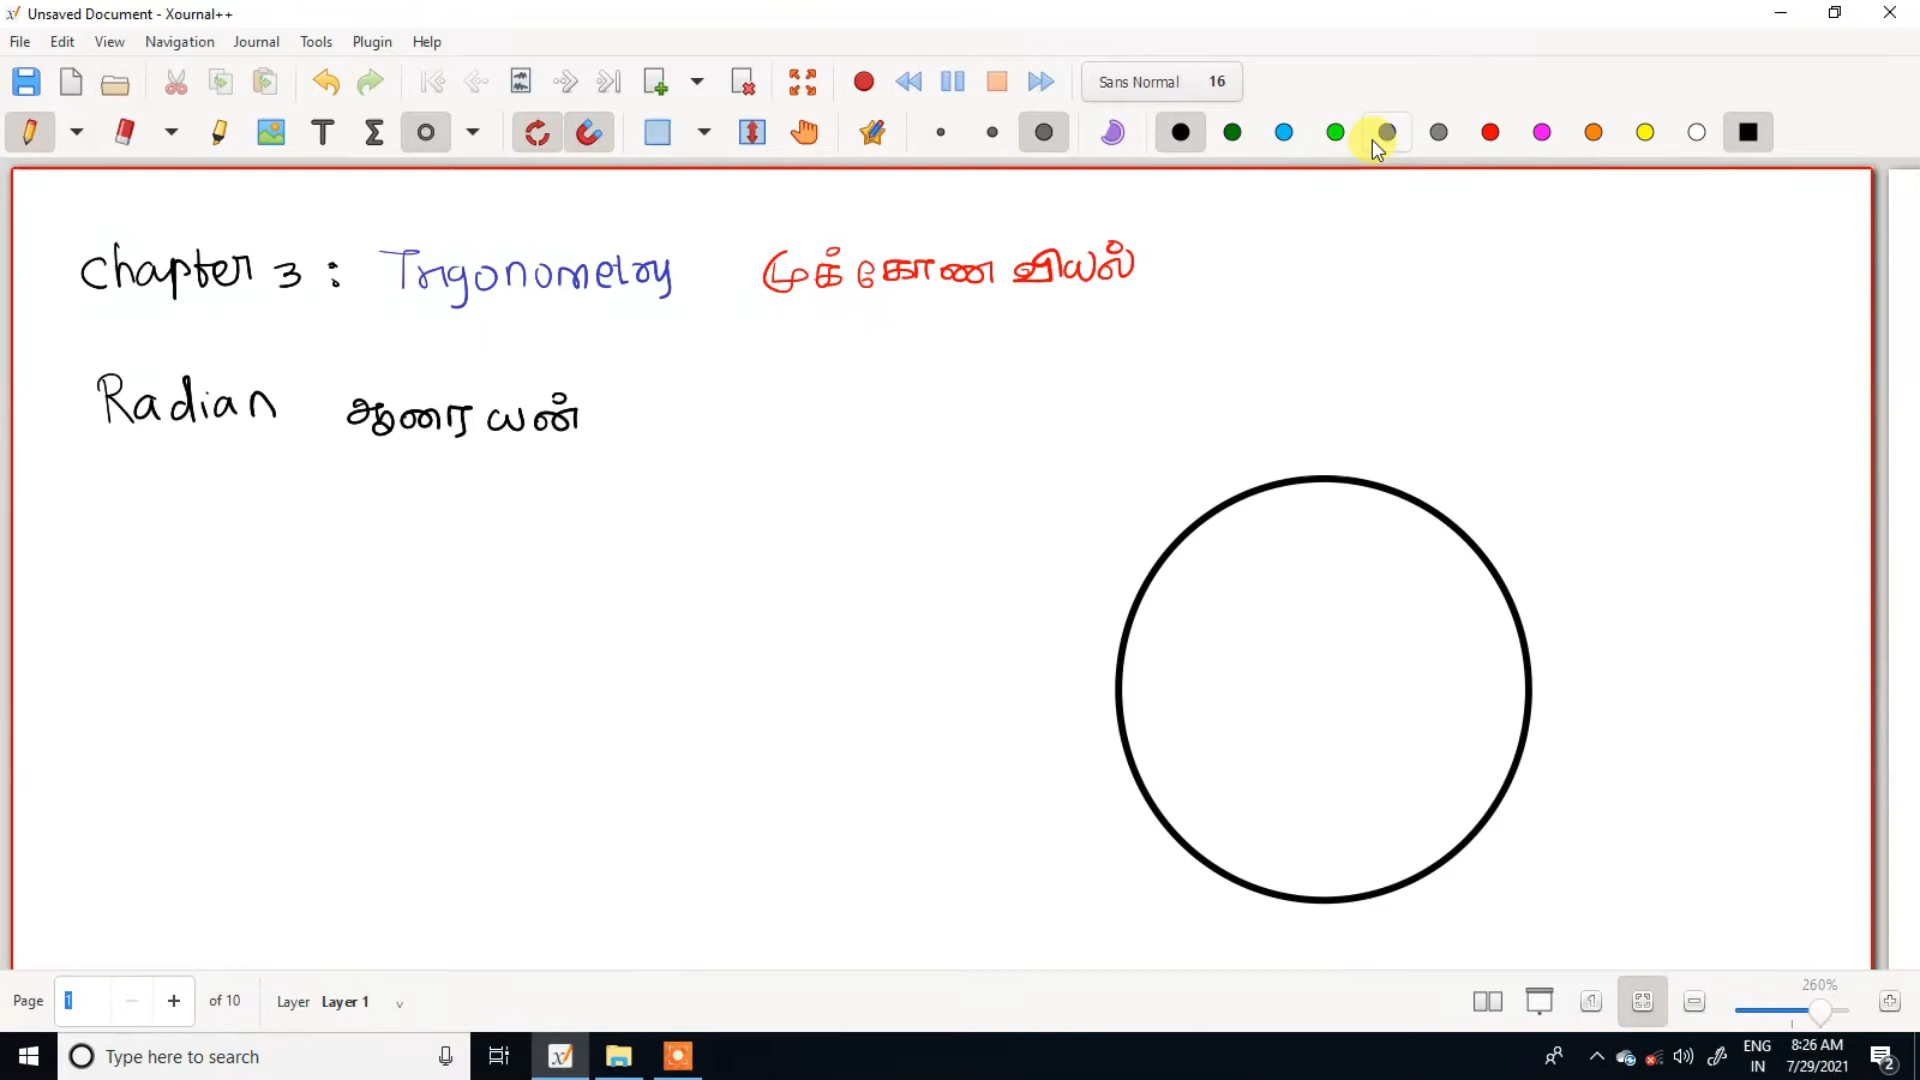 Unsaved Document - Xournal++
File Edit View Navigation Journal Tools Plugin Help
Sans Normal 16
Chapter 3 : Trigonometry முக்கோணவியல்
Radian ஆரையன்
Page 1 of 10 Layer Layer 1 260%
Type here to search
ENG 8:26 AM
IN 7/29/2021 2